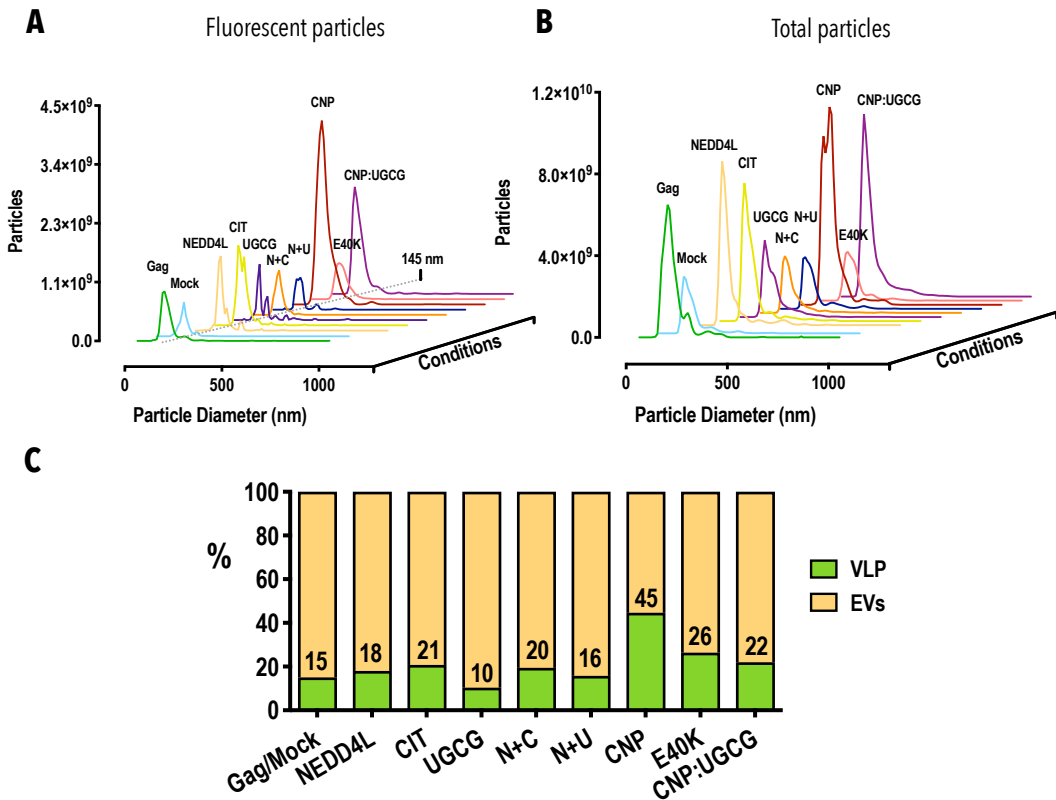 A
Fluorescent particles
4.5×10⁹
3.4×10⁹
2.3×10⁹
1.1×10⁹
0.0
Particles
Gag
Mock
NEDD4L
CIT
UGCG
N+C
N+U
CNP
E40K
CNP:UGCG
145 nm
0
500
1000
Conditions
Particle Diameter (nm)
B
Total particles
1.2×10¹⁰
8.0×10⁹
4.0×10⁹
0.0
Particles
Gag
Mock
NEDD4L
CIT
UGCG
N+C
N+U
CNP
E40K
CNP:UGCG
0
500
1000
Conditions
Particle Diameter (nm)
C
%
100
80
60
40
20
0
15
18
21
10
20
16
45
26
22
Gag/Mock
NEDD4L
CIT
UGCG
N+C
N+U
CNP
E40K
CNP:UGCG
VLP
EVs